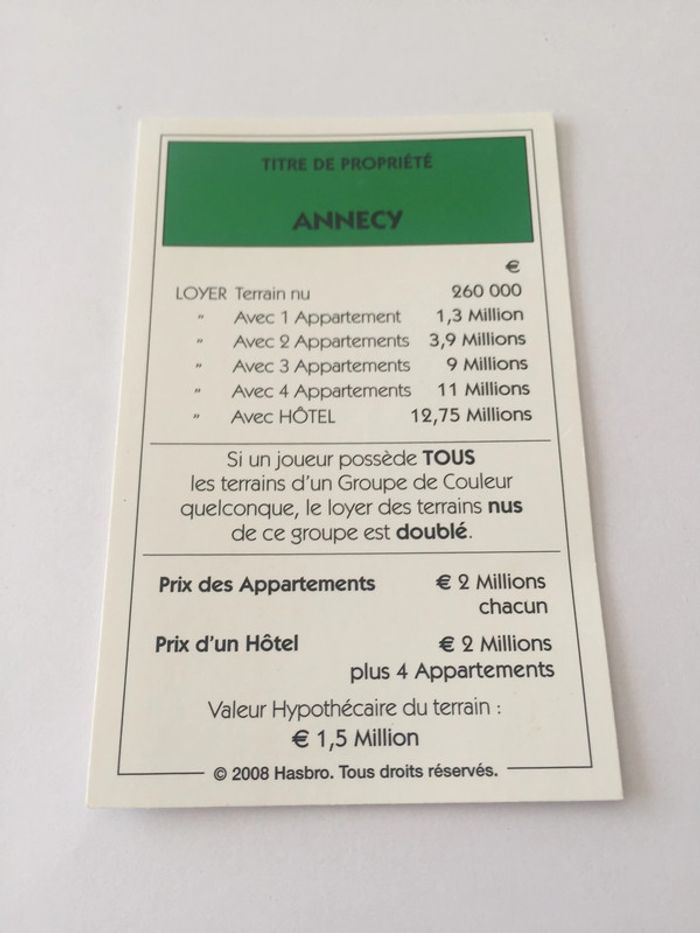 TITRE DE PROPRIÉTÉ
ANNECY
€
LOYER Terrain nu 260 000
" Avec 1 Appartement 1,3 Million
" Avec 2 Appartements 3,9 Millions
" Avec 3 Appartements 9 Millions
" Avec 4 Appartements 11 Millions
" Avec HÔTEL 12,75 Millions
Si un joueur possède TOUS
les terrains d'un Groupe de Couleur
quelconque, le loyer des terrains nus
de ce groupe est doublé.
Prix des Appartements € 2 Millions
chacun
Prix d'un Hôtel € 2 Millions
plus 4 Appartements
Valeur Hypothécaire du terrain :
€ 1,5 Million
© 2008 Hasbro. Tous droits réservés.